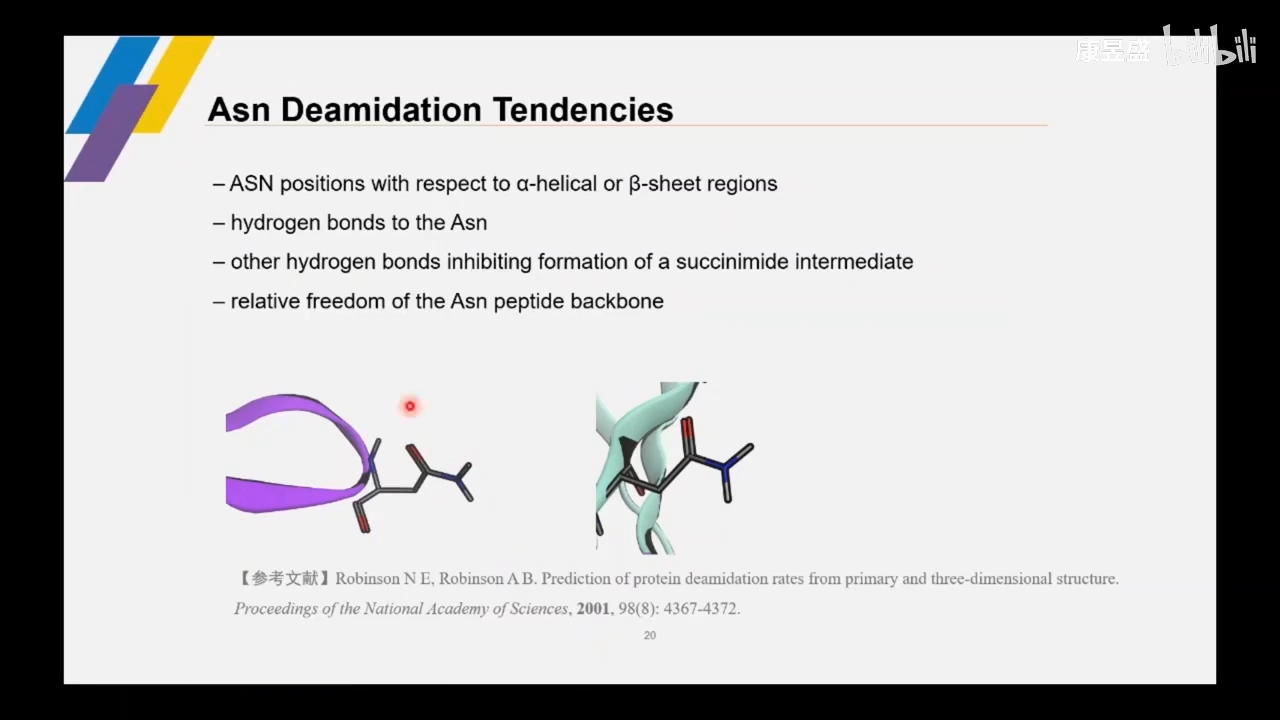 康昱盛 bilibili
Asn Deamidation Tendencies
– ASN positions with respect to α-helical or β-sheet regions
– hydrogen bonds to the Asn
– other hydrogen bonds inhibiting formation of a succinimide intermediate
– relative freedom of the Asn peptide backbone
【参考文献】Robinson N E, Robinson A B. Prediction of protein deamidation rates from primary and three-dimensional structure.
Proceedings of the National Academy of Sciences, 2001, 98(8): 4367-4372.
20